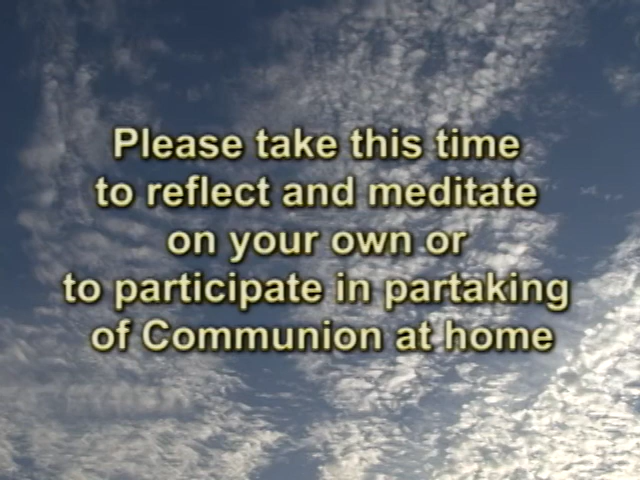 Please take this time
to reflect and meditate
on your own or
to participate in partaking
of Communion at home